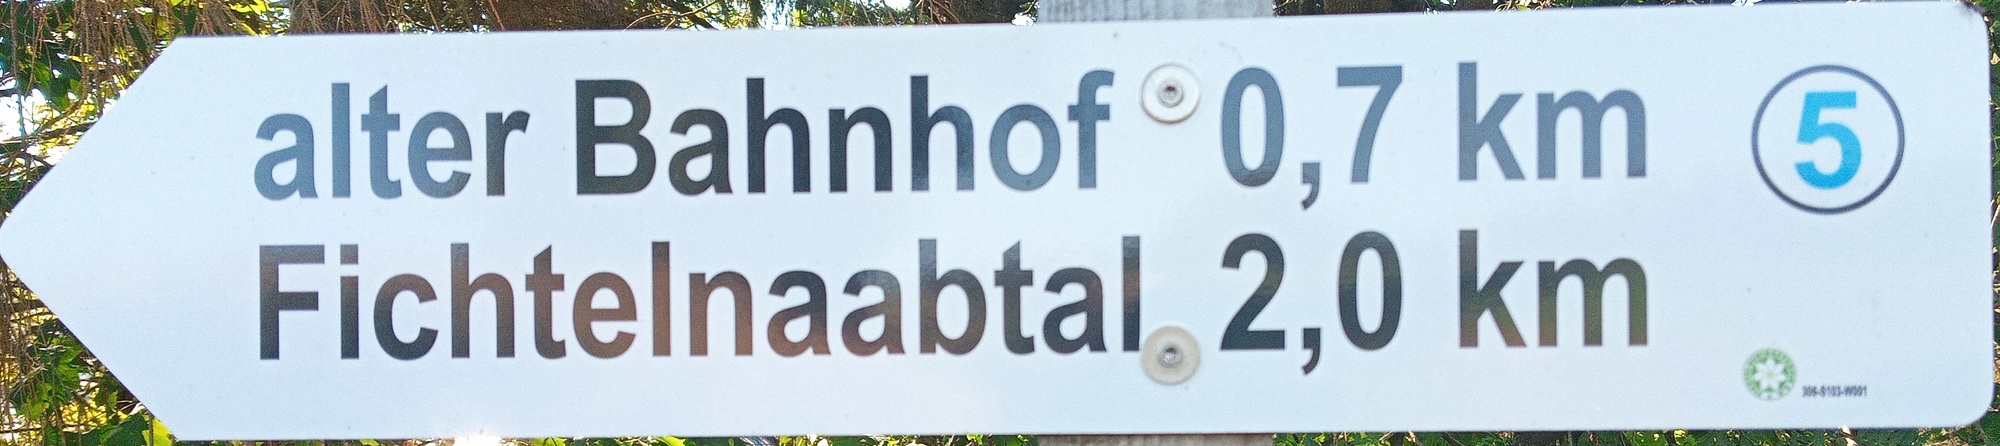 alter Bahnhof 0,7 km 5
Fichtelnaabtal 2,0 km
306-S103-W001